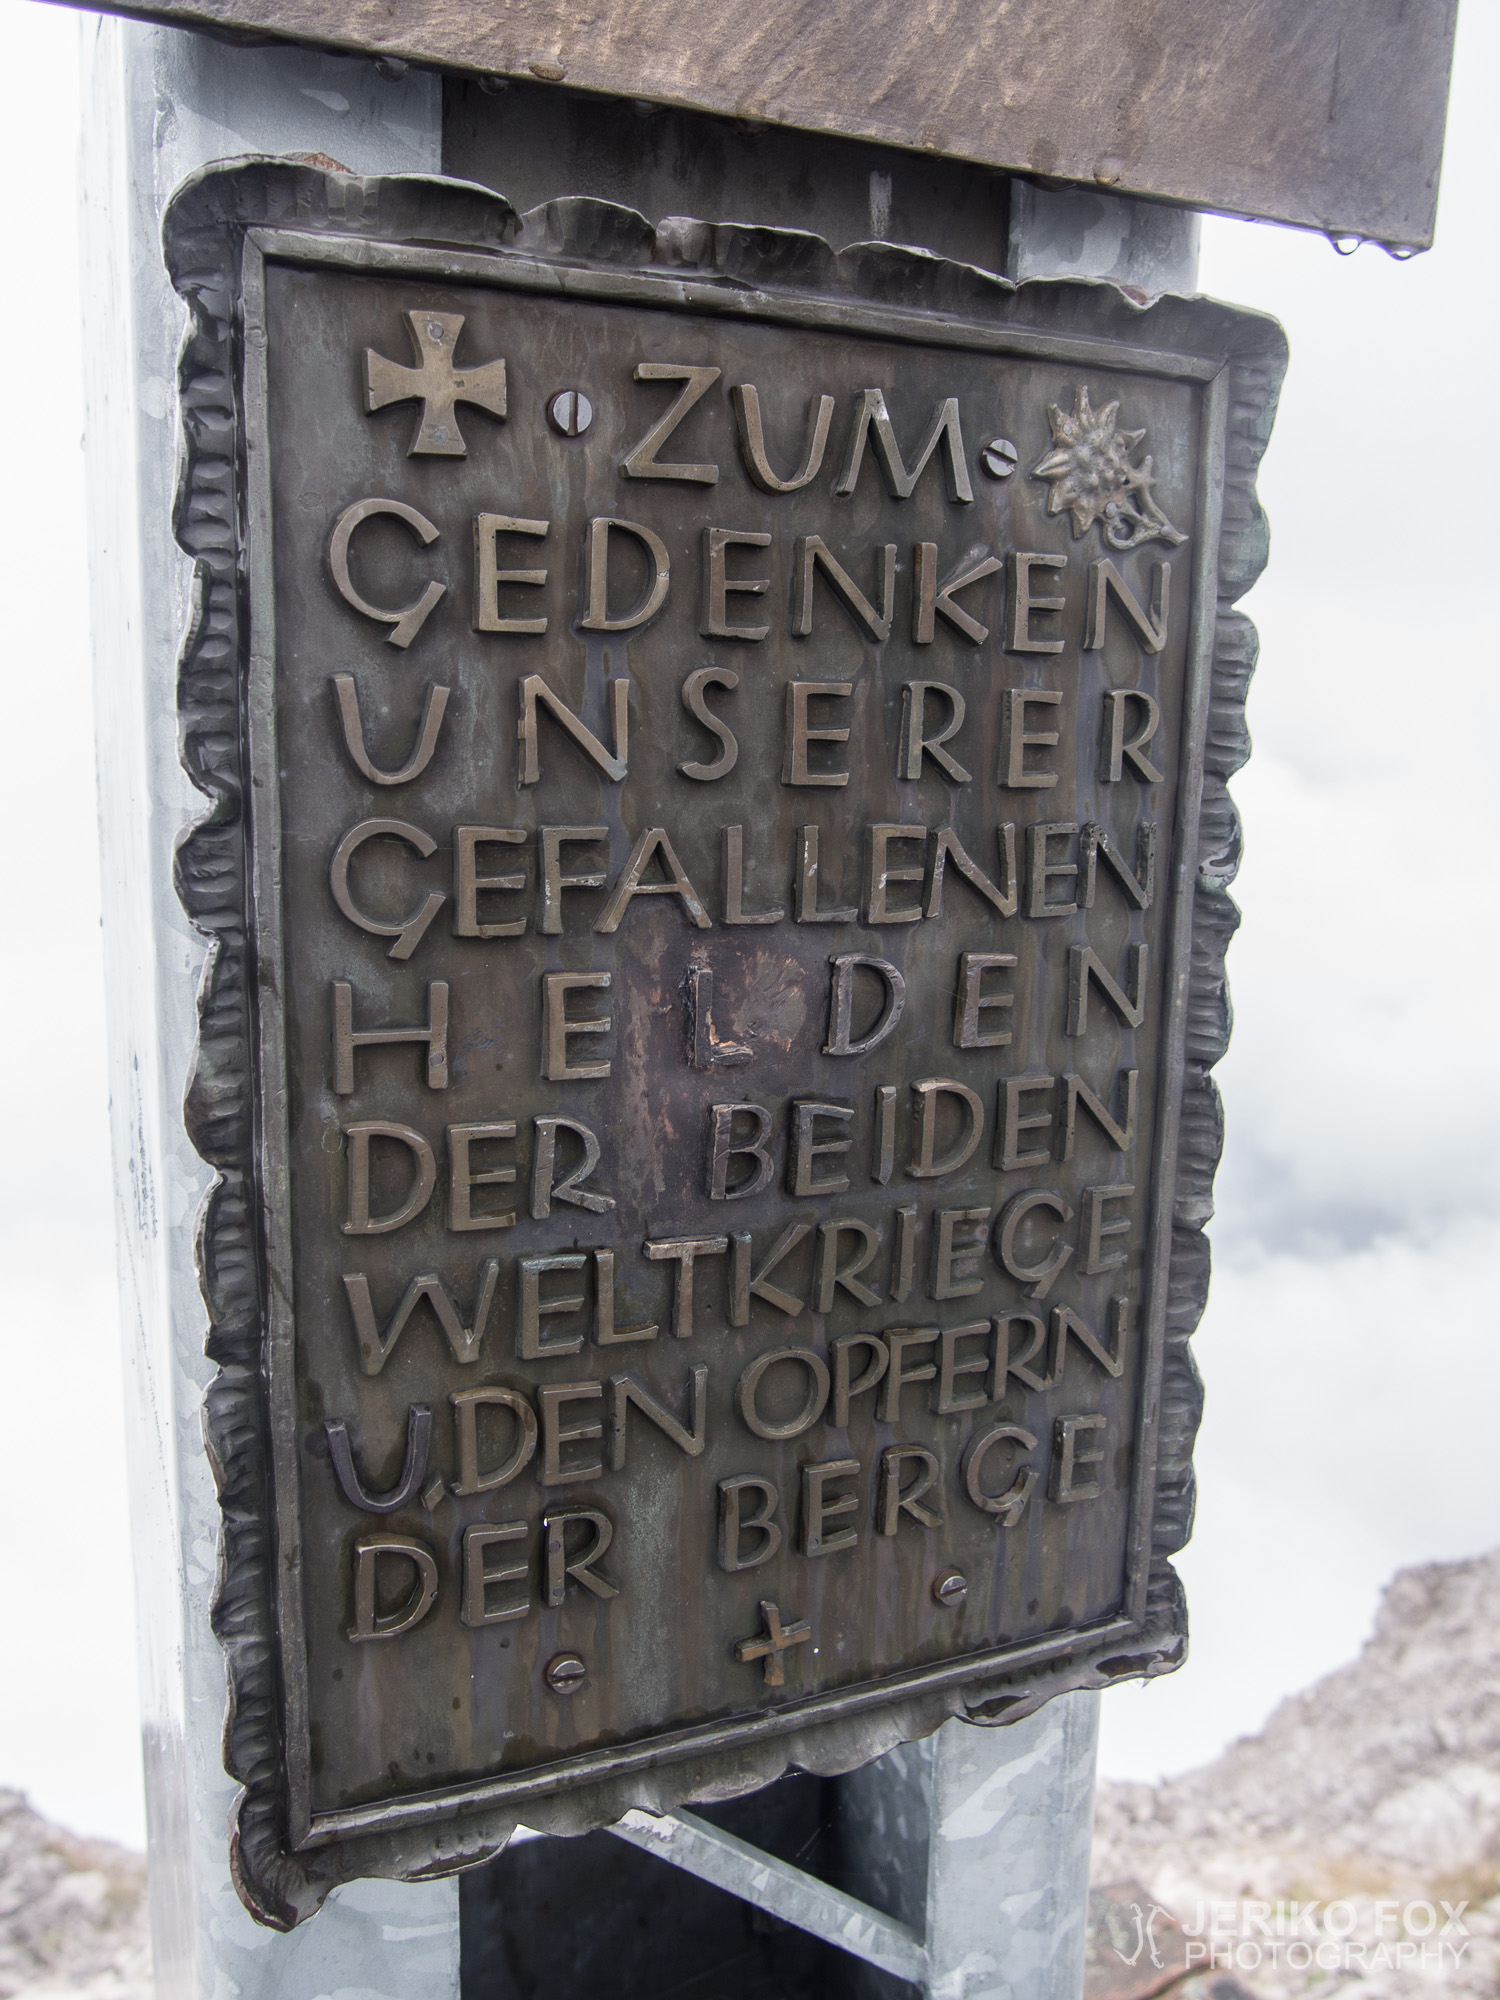 ZUM
GEDENKEN
UNSERER
GEFALLENEN
HELDEN
DER BEIDEN
WELTKRIEGE
U. DEN OPFERN
DER BERGE
JERIKO FOX
PHOTOGRAPHY